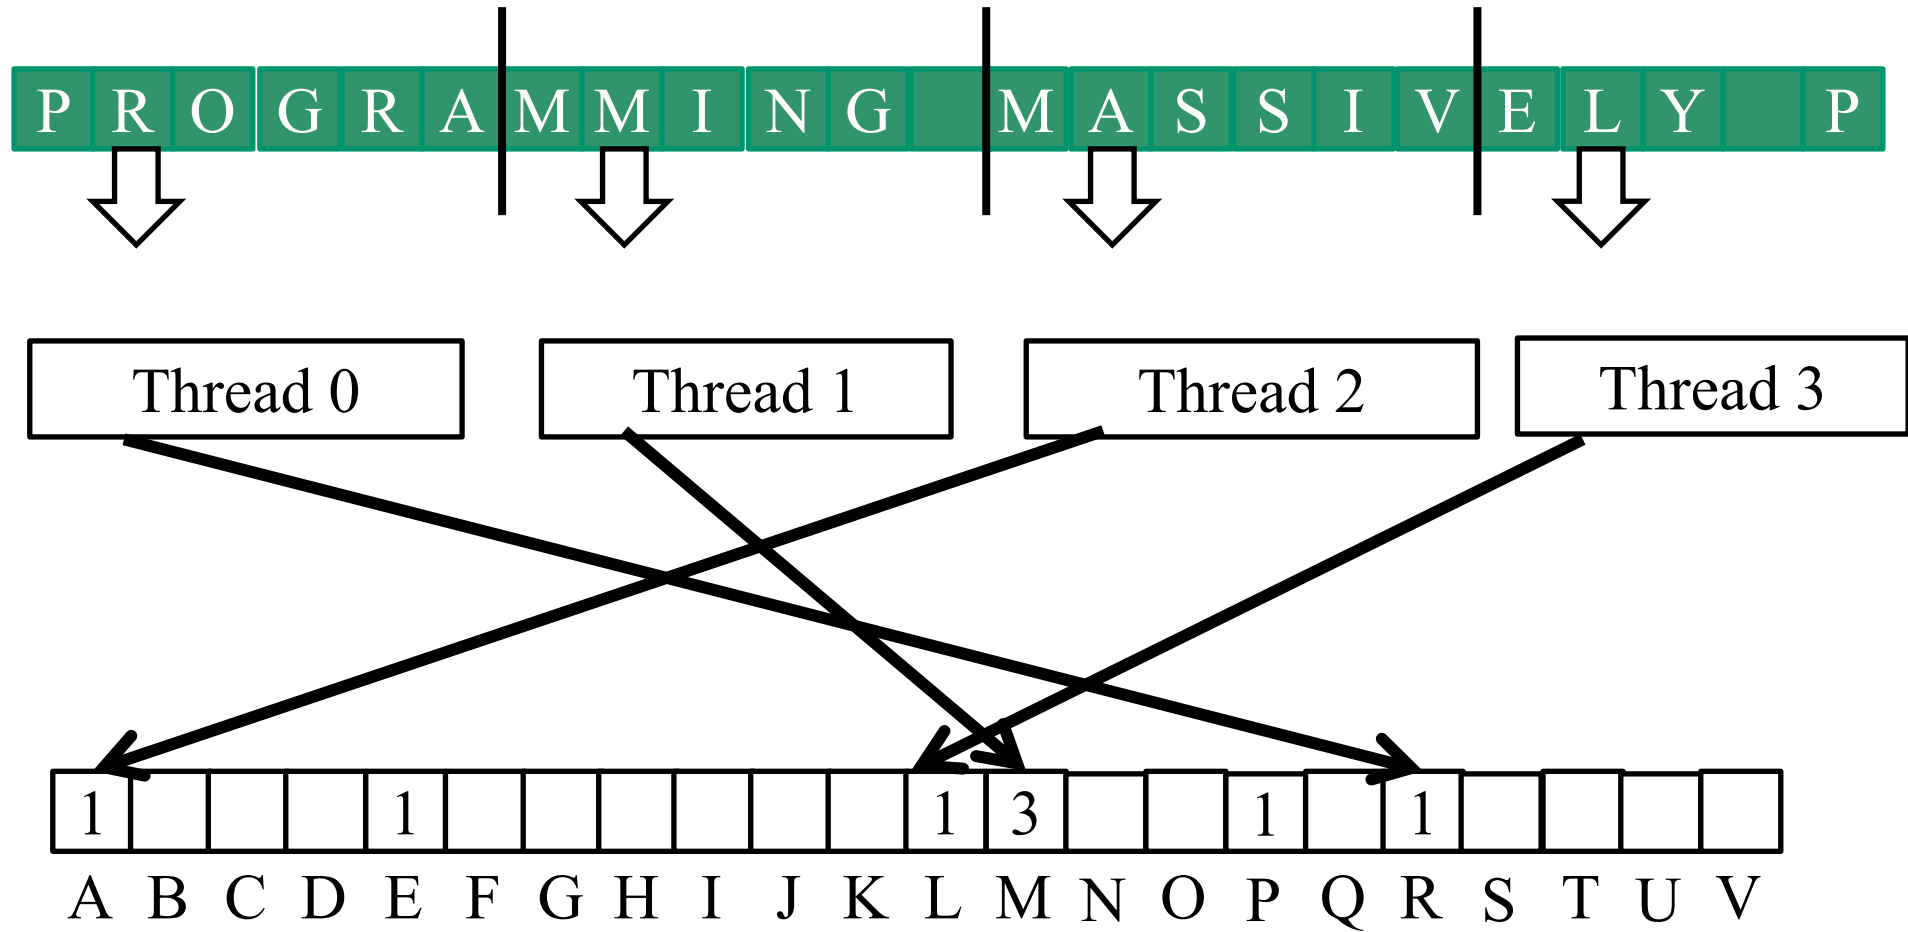 P R O G R A M M I N G M A S S I V E L Y P
Thread 0 Thread 1 Thread 2 Thread 3
1 1 1 3 1 1
A B C D E F G H I J K L M N O P Q R S T U V